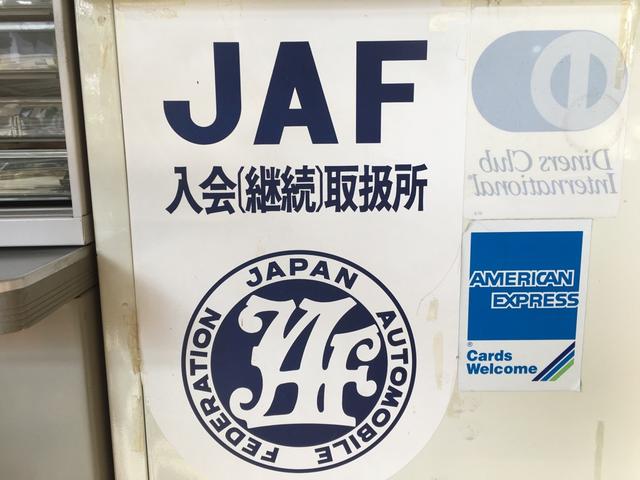 JAF
入会(継続)取扱所
JAPAN AUTOMOBILE FEDERATION
JAF
Diners Club
International®
AMERICAN
EXPRESS
®
Cards
Welcome